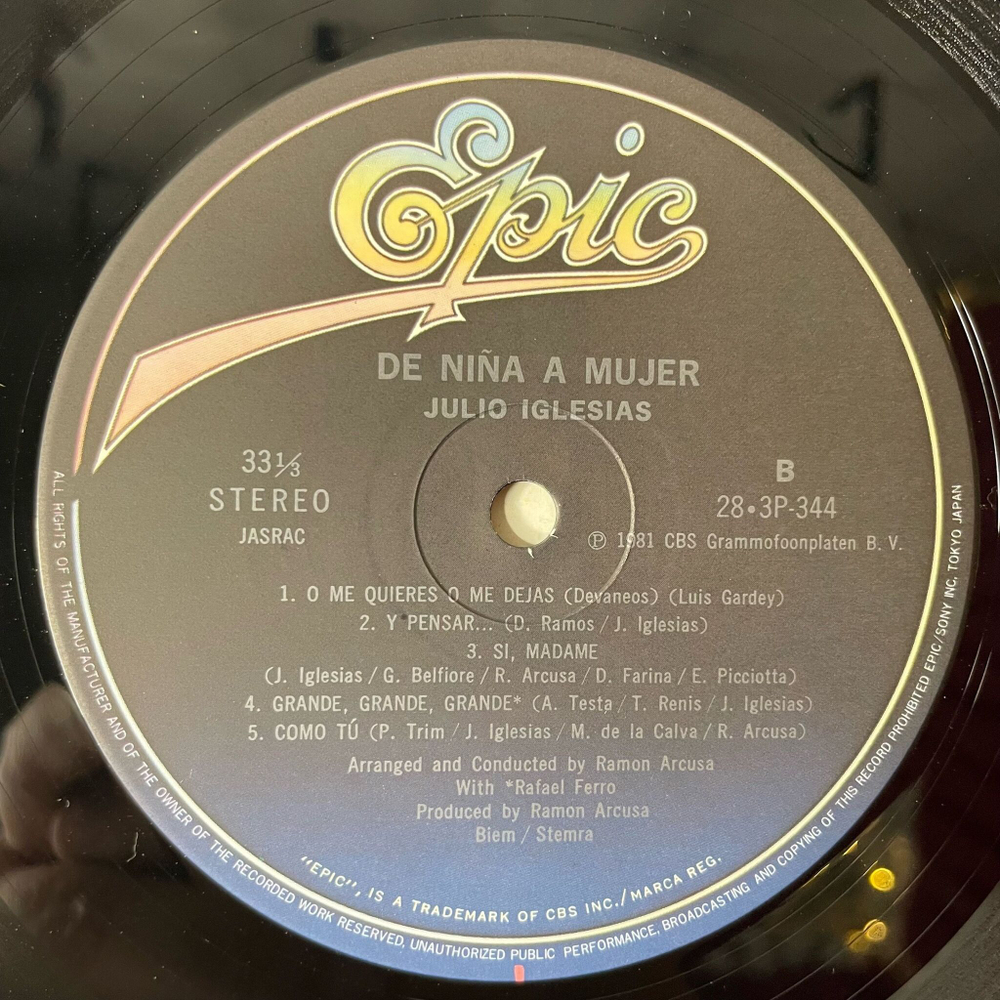 Epic
DE NIÑA A MUJER
JULIO IGLESIAS
33⅓
STEREO
JASRAC
B
28•3P-344
Ⓟ 1981 CBS Grammofoonplaten B. V.
1. O ME QUIERES O ME DEJAS (Devaneos) (Luis Gardey)
2. Y PENSAR... (D. Ramos / J. Iglesias)
3. SI, MADAME
(J. Iglesias / G. Belfiore / R. Arcusa / D. Farina / E. Picciotta)
4. GRANDE, GRANDE, GRANDE* (A. Testa / T. Renis / J. Iglesias)
5. COMO TÚ (P. Trim / J. Iglesias / M. de la Calva / R. Arcusa)
Arranged and Conducted by Ramon Arcusa
With *Rafael Ferro
Produced by Ramon Arcusa
Biem / Stemra
"EPIC", IS A TRADEMARK OF CBS INC./MARCA REG.
ALL RIGHTS OF THE MANUFACTURER AND OF THE OWNER OF THE RECORDED WORK RESERVED, UNAUTHORIZED PUBLIC PERFORMANCE, BROADCASTING AND COPYING OF THIS RECORD PROHIBITED EPIC/SONY INC. TOKYO JAPAN